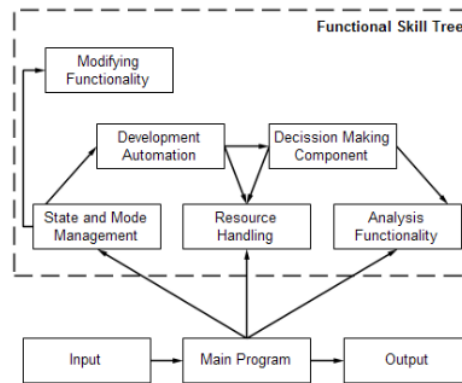 Functional Skill Tree
Modifying
Functionality
Development
Automation
Decission Making
Component
State and Mode
Management
Resource
Handling
Analysis
Functionality
Input
Main Program
Output